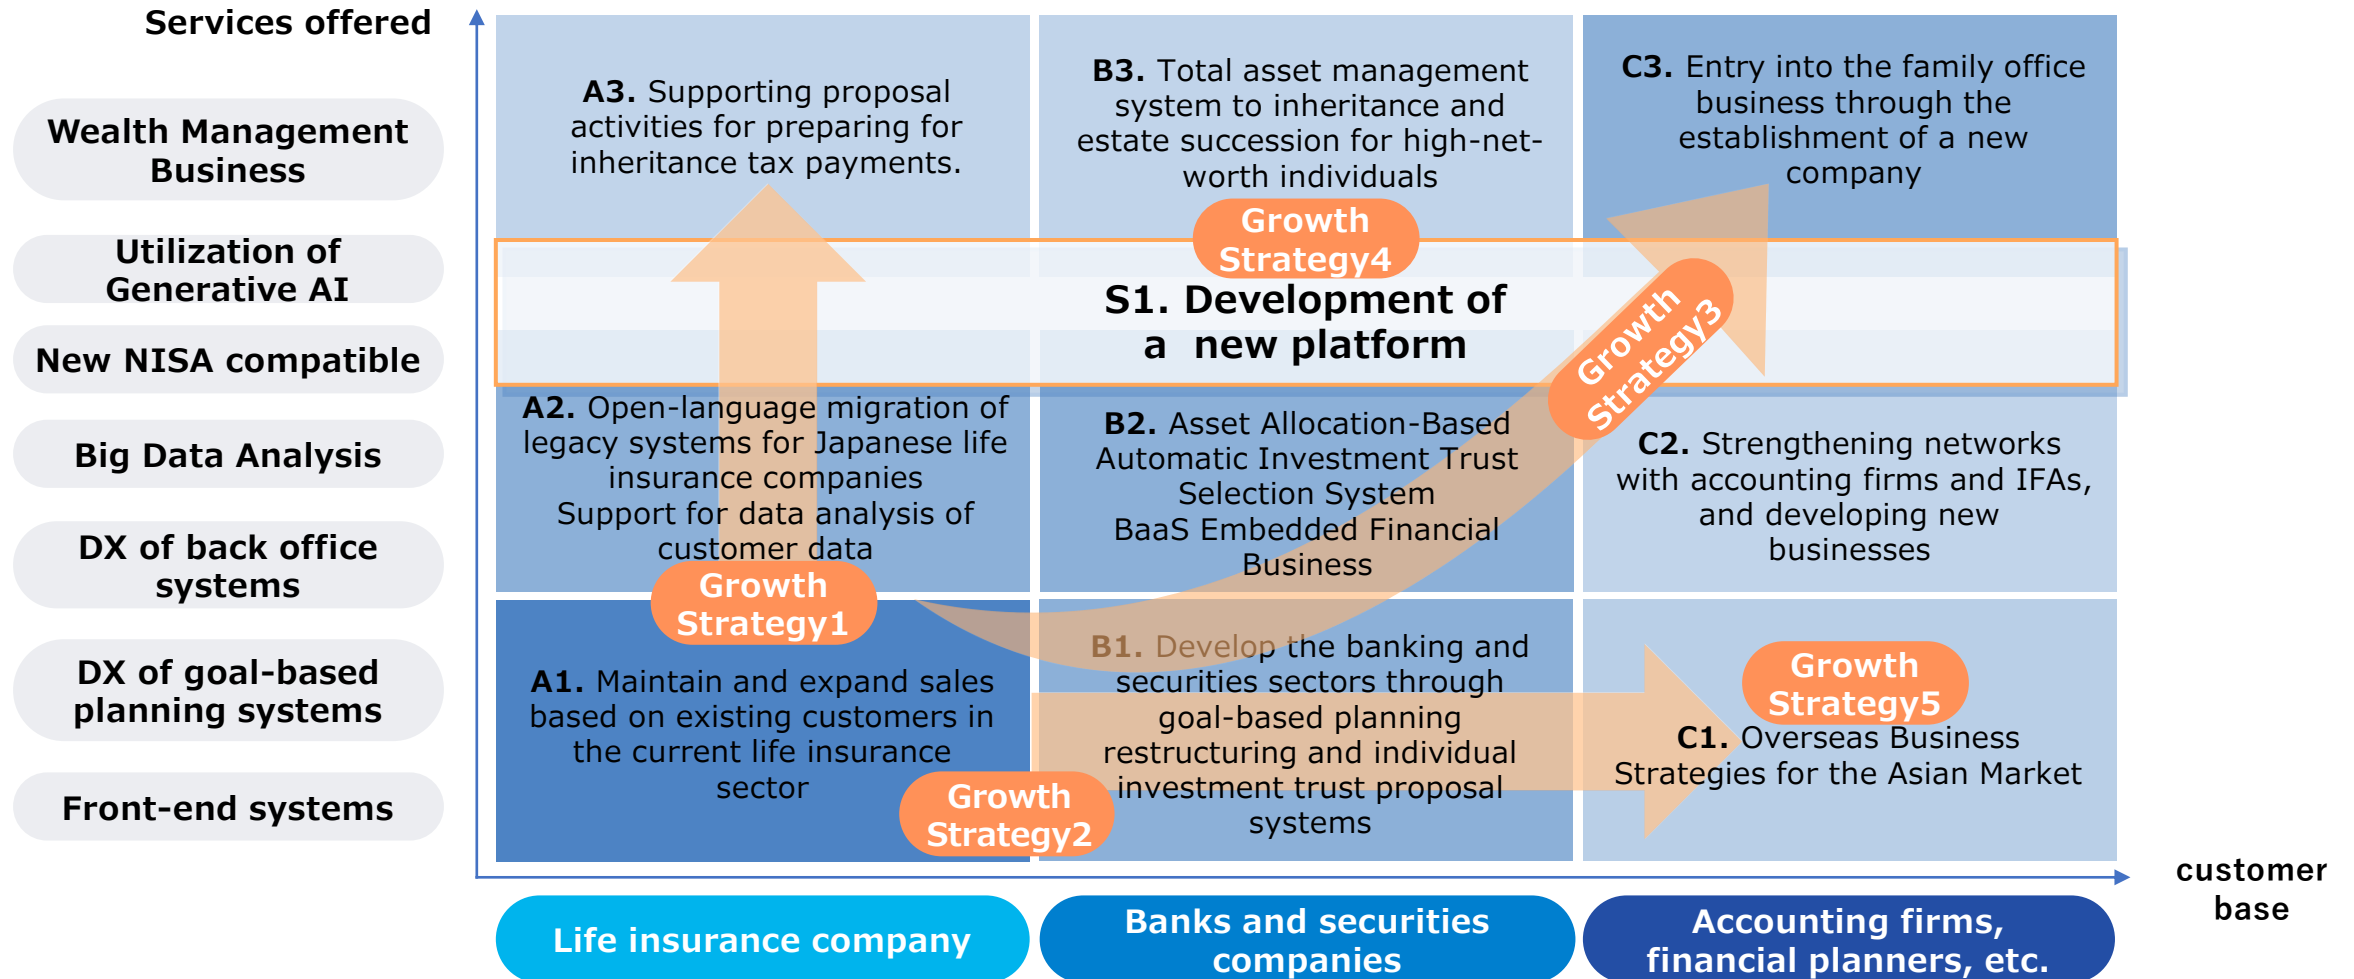 Services offered
Wealth Management
Business
Utilization of
Generative AI
New NISA compatible
Big Data Analysis
DX of back office
systems
DX of goal-based
planning systems
Front-end systems
A3. Supporting proposal
activities for preparing for
inheritance tax payments.
B3. Total asset management
system to inheritance and
estate succession for high-net-
worth individuals
C3. Entry into the family office
business through the
establishment of a new
company
Growth
Strategy4
S1. Development of
a new platform
Growth
Strategy3
A2. Open-language migration of
legacy systems for Japanese life
insurance companies
Support for data analysis of
customer data
B2. Asset Allocation-Based
Automatic Investment Trust
Selection System
BaaS Embedded Financial
Business
C2. Strengthening networks
with accounting firms and IFAs,
and developing new
businesses
Growth
Strategy1
A1. Maintain and expand sales
based on existing customers in
the current life insurance
sector
Growth
Strategy2
B1. Develop the banking and
securities sectors through
goal-based planning
restructuring and individual
investment trust proposal
systems
Growth
Strategy5
C1. Overseas Business
Strategies for the Asian Market
customer
base
Life insurance company
Banks and securities
companies
Accounting firms,
financial planners, etc.